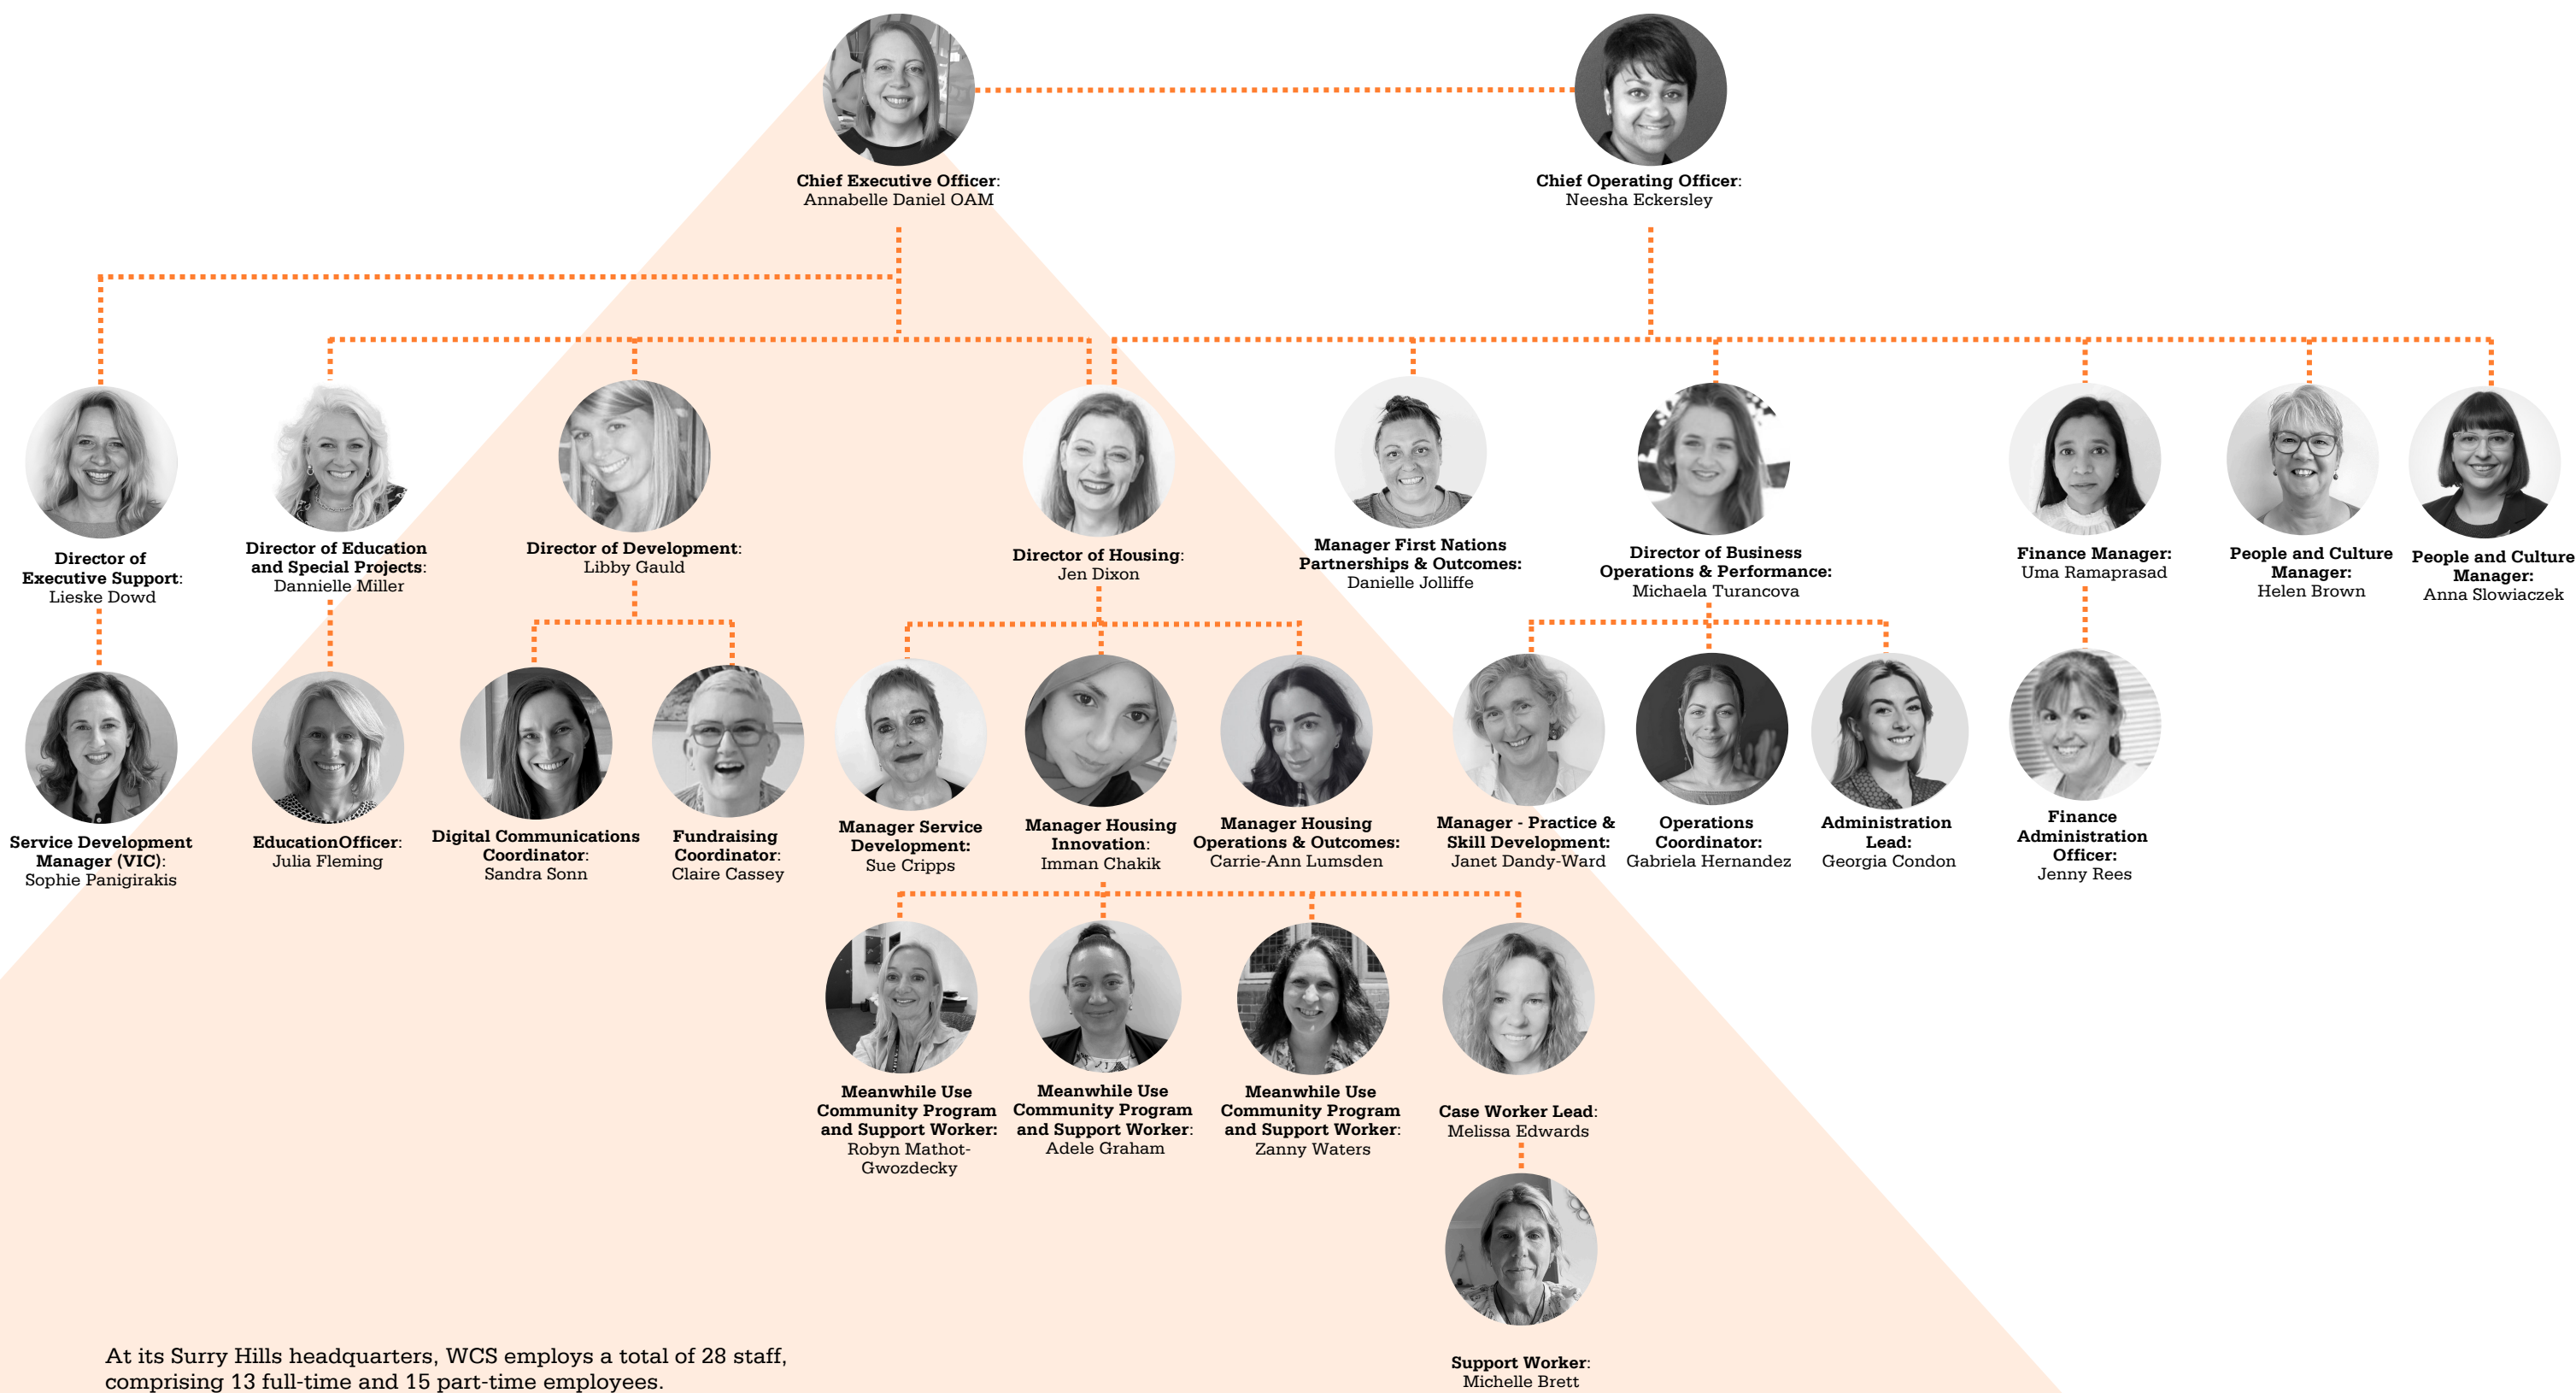 Chief Executive Officer:
Annabelle Daniel OAM
Chief Operating Officer:
Neesha Eckersley
Director of
Executive Support:
Lieske Dowd
Director of Education
and Special Projects:
Dannielle Miller
Director of Development:
Libby Gauld
Director of Housing:
Jen Dixon
Manager First Nations
Partnerships & Outcomes:
Danielle Jolliffe
Director of Business
Operations & Performance:
Michaela Turancova
Finance Manager:
Uma Ramaprasad
People and Culture
Manager:
Helen Brown
People and Culture
Manager:
Anna Slowiaczek
Service Development
Manager (VIC):
Sophie Panigirakis
EducationOfficer:
Julia Fleming
Digital Communications
Coordinator:
Sandra Sonn
Fundraising
Coordinator:
Claire Cassey
Manager Service
Development:
Sue Cripps
Manager Housing
Innovation:
Imman Chakik
Manager Housing
Operations & Outcomes:
Carrie-Ann Lumsden
Manager - Practice &
Skill Development:
Janet Dandy-Ward
Operations
Coordinator:
Gabriela Hernandez
Administration
Lead:
Georgia Condon
Finance
Administration
Officer:
Jenny Rees
Meanwhile Use
Community Program
and Support Worker:
Robyn Mathot-
Gwozdecky
Meanwhile Use
Community Program
and Support Worker:
Adele Graham
Meanwhile Use
Community Program
and Support Worker:
Zanny Waters
Case Worker Lead:
Melissa Edwards
Support Worker:
Michelle Brett
At its Surry Hills headquarters, WCS employs a total of 28 staff,
comprising 13 full-time and 15 part-time employees.